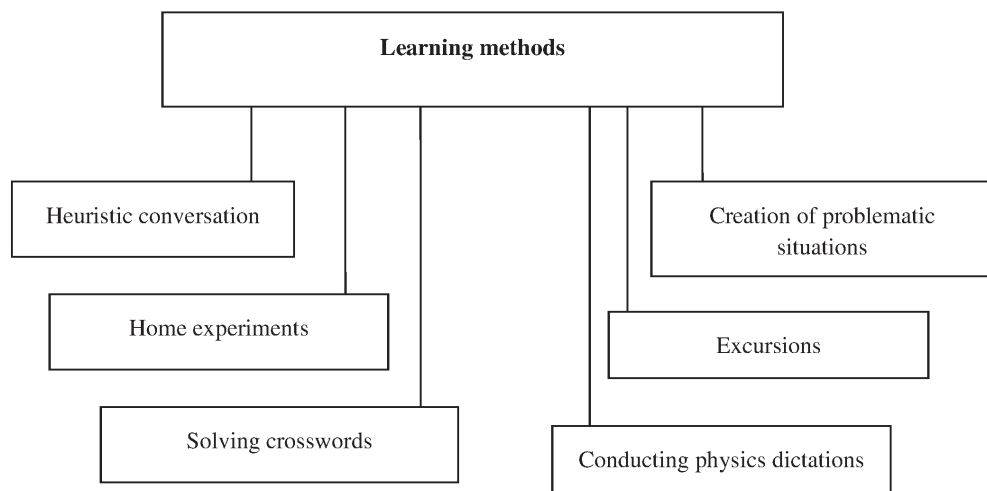 Learning methods
Heuristic conversation
Creation of problematic
situations
Home experiments
Excursions
Solving crosswords
Conducting physics dictations